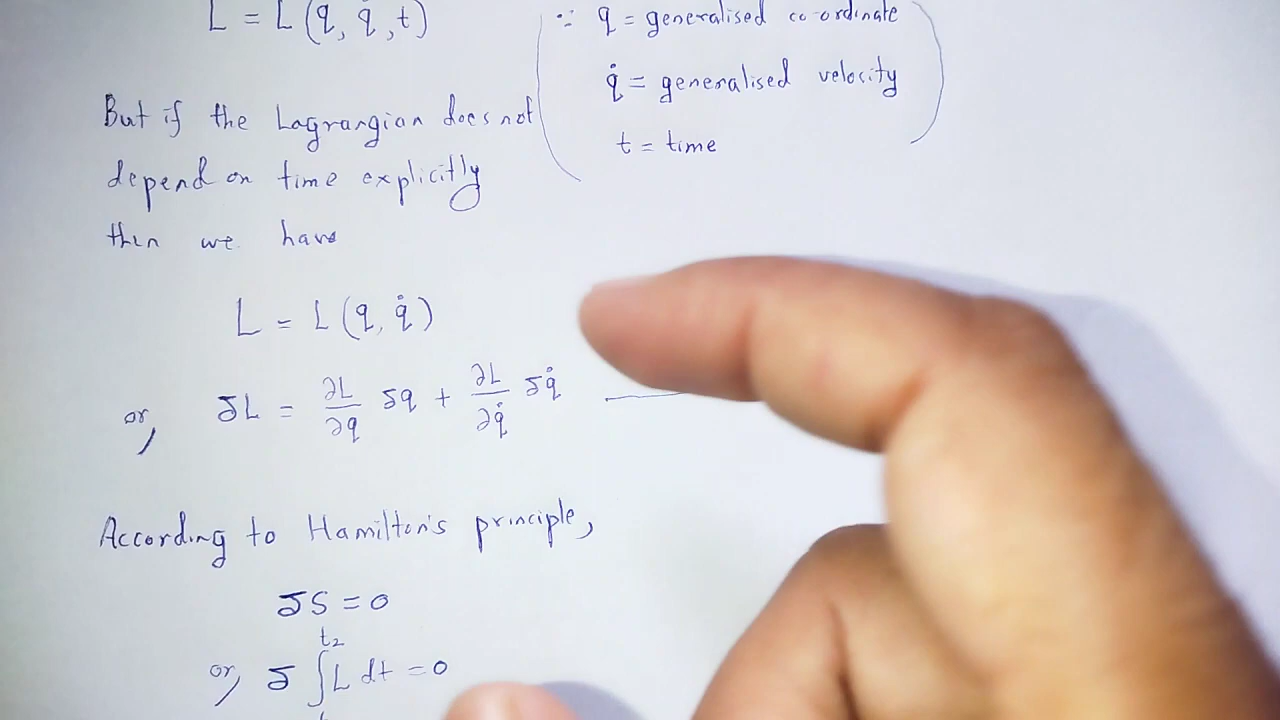 L = L(q, q̇, t)
∵ q = generalised co-ordinate
q̇ = generalised velocity
t = time
But if the Lagrangian does not
depend on time explicitly
then we have
L = L(q, q̇)
or, δL = ∂L/∂q δq + ∂L/∂q̇ δq̇
According to Hamilton's principle,
δS = 0
or, δ ∫ t₂ L dt = 0